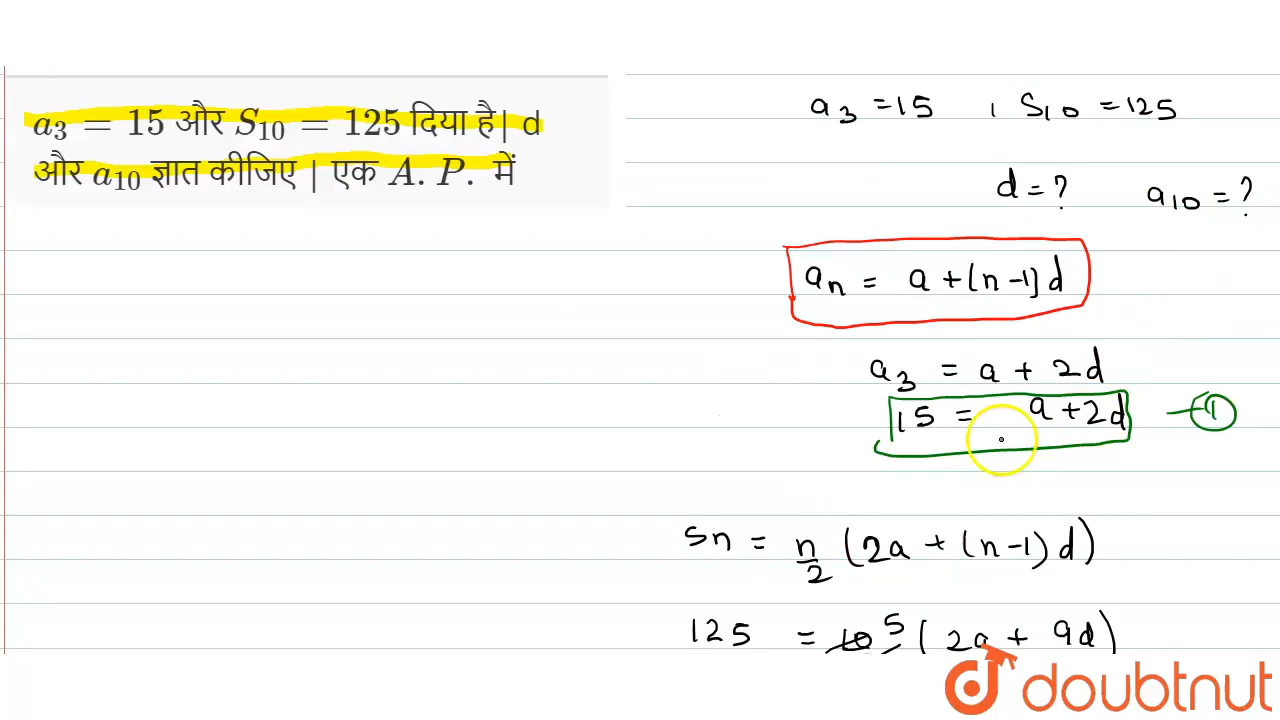 a₃ = 15 और S₁₀ = 125 दिया है| d
और a₁₀ ज्ञात कीजिए | एक A. P. में
a₃ = 15 , S₁₀ = 125
d = ? a₁₀ = ?
aₙ = a + (n-1) d
a₃ = a + 2d
15 = a + 2d - 1
Sn = n/2 (2a + (n-1) d)
125 = 10 5 (2a + 9d)
doubtnut